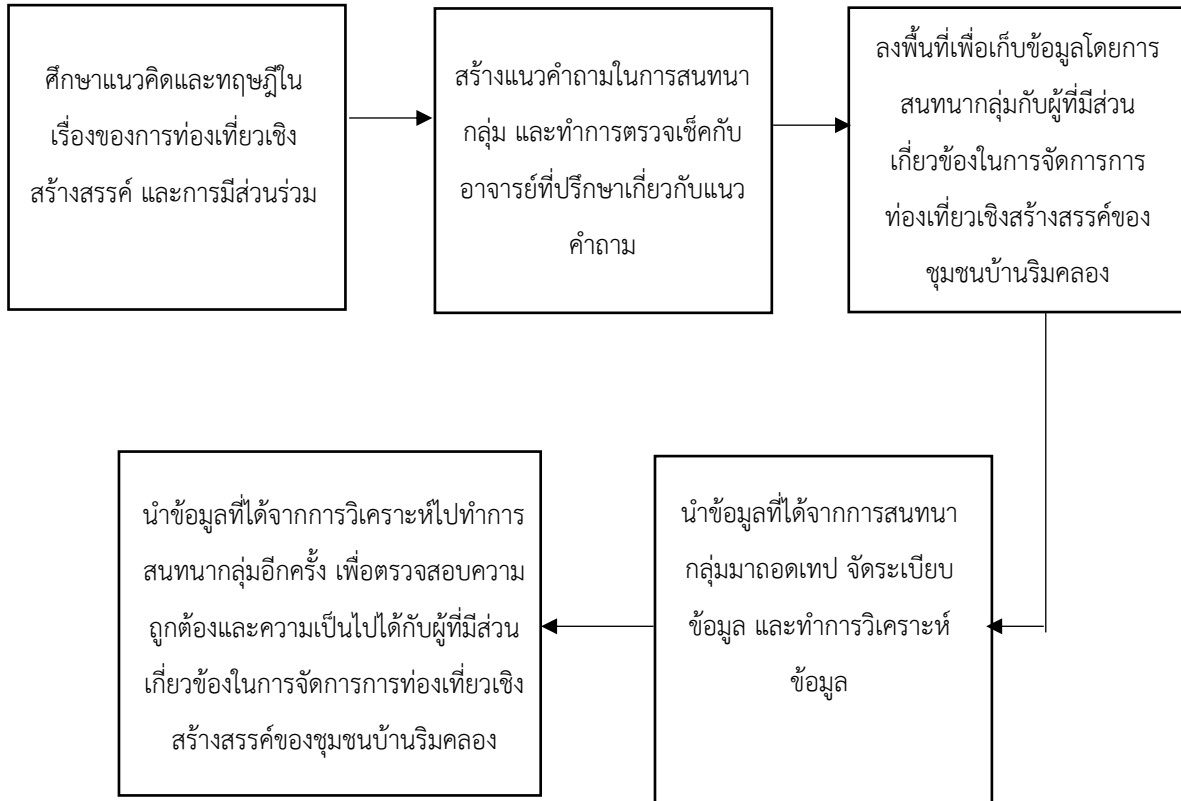 ศึกษาแนวคิดและทฤษฎีใน
เรื่องของการท่องเที่ยวเชิง
สร้างสรรค์ และการมีส่วนร่วม
สร้างแนวคำถามในการสนทนา
กลุ่ม และทำการตรวจเช็คกับ
อาจารย์ที่ปรึกษาเกี่ยวกับแนว
คำถาม
ลงพื้นที่เพื่อเก็บข้อมูลโดยการ
สนทนากลุ่มกับผู้ที่มีส่วน
เกี่ยวข้องในการจัดการการ
ท่องเที่ยวเชิงสร้างสรรค์ของ
ชุมชนบ้านริมคลอง
นำข้อมูลที่ได้จากการสนทนา
กลุ่มมาถอดเทป จัดระเบียบ
ข้อมูล และทำการวิเคราะห์
ข้อมูล
นำข้อมูลที่ได้จากการวิเคราะห์ไปทำการ
สนทนากลุ่มอีกครั้ง เพื่อตรวจสอบความ
ถูกต้องและความเป็นไปได้กับผู้ที่มีส่วน
เกี่ยวข้องในการจัดการการท่องเที่ยวเชิง
สร้างสรรค์ของชุมชนบ้านริมคลอง